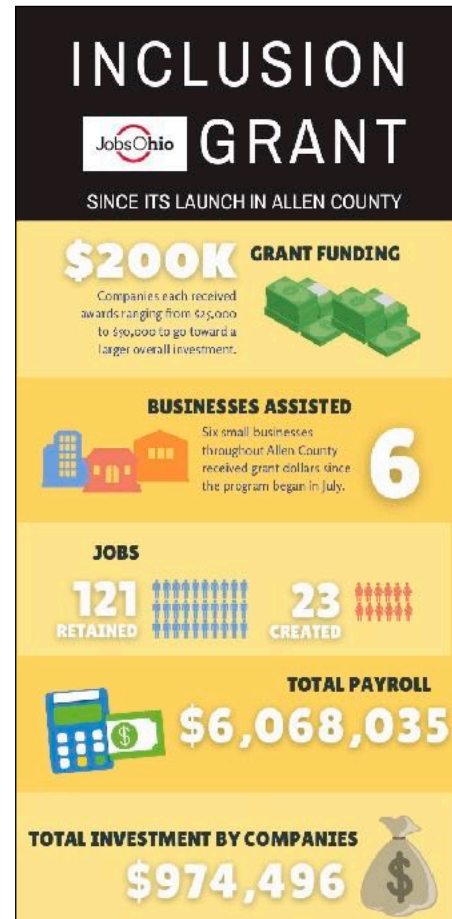 INCLUSION
JobsOhio GRANT
SINCE ITS LAUNCH IN ALLEN COUNTY
$200K GRANT FUNDING
Companies each received
awards ranging from $25,000
to $50,000 to go toward a
larger overall investment.
BUSINESSES ASSISTED
Six small businesses
throughout Allen County
received grant dollars since
the program began in July.
6
JOBS
121
RETAINED
23
CREATED
TOTAL PAYROLL
$6,068,035
TOTAL INVESTMENT BY COMPANIES
$974,496